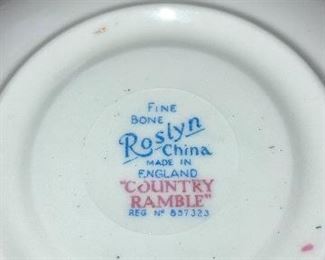 FINE
BONE
Roslyn
China
MADE IN
ENGLAND
"COUNTRY
RAMBLE"
REG Nº 857323